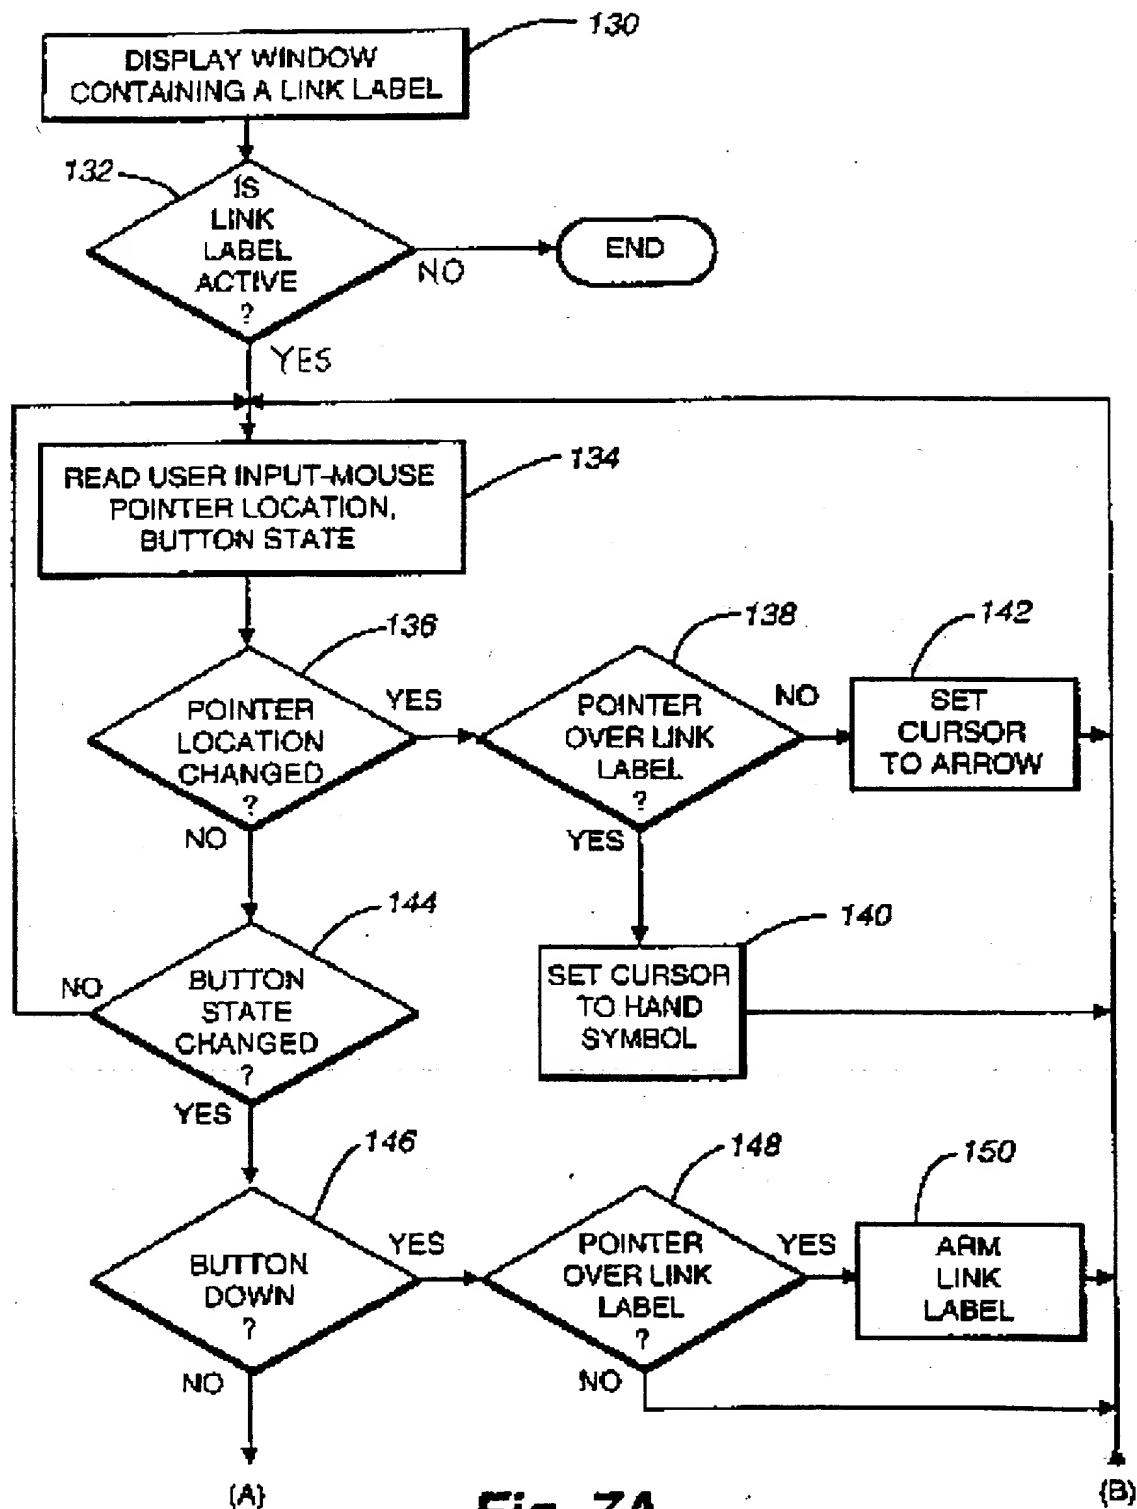 130
DISPLAY WINDOW
CONTAINING A LINK LABEL
132
IS
LINK
LABEL
ACTIVE
?
NO
END
YES
134
READ USER INPUT-MOUSE
POINTER LOCATION,
BUTTON STATE
136
POINTER
LOCATION
CHANGED
?
YES
NO
138
POINTER
OVER LINK
LABEL
?
NO
YES
142
SET
CURSOR
TO ARROW
140
SET CURSOR
TO HAND
SYMBOL
144
BUTTON
STATE
CHANGED
?
NO
YES
146
BUTTON
DOWN
?
YES
NO
148
POINTER
OVER LINK
LABEL
?
YES
NO
150
ARM
LINK
LABEL
(A)
Fig. 7A
(B)